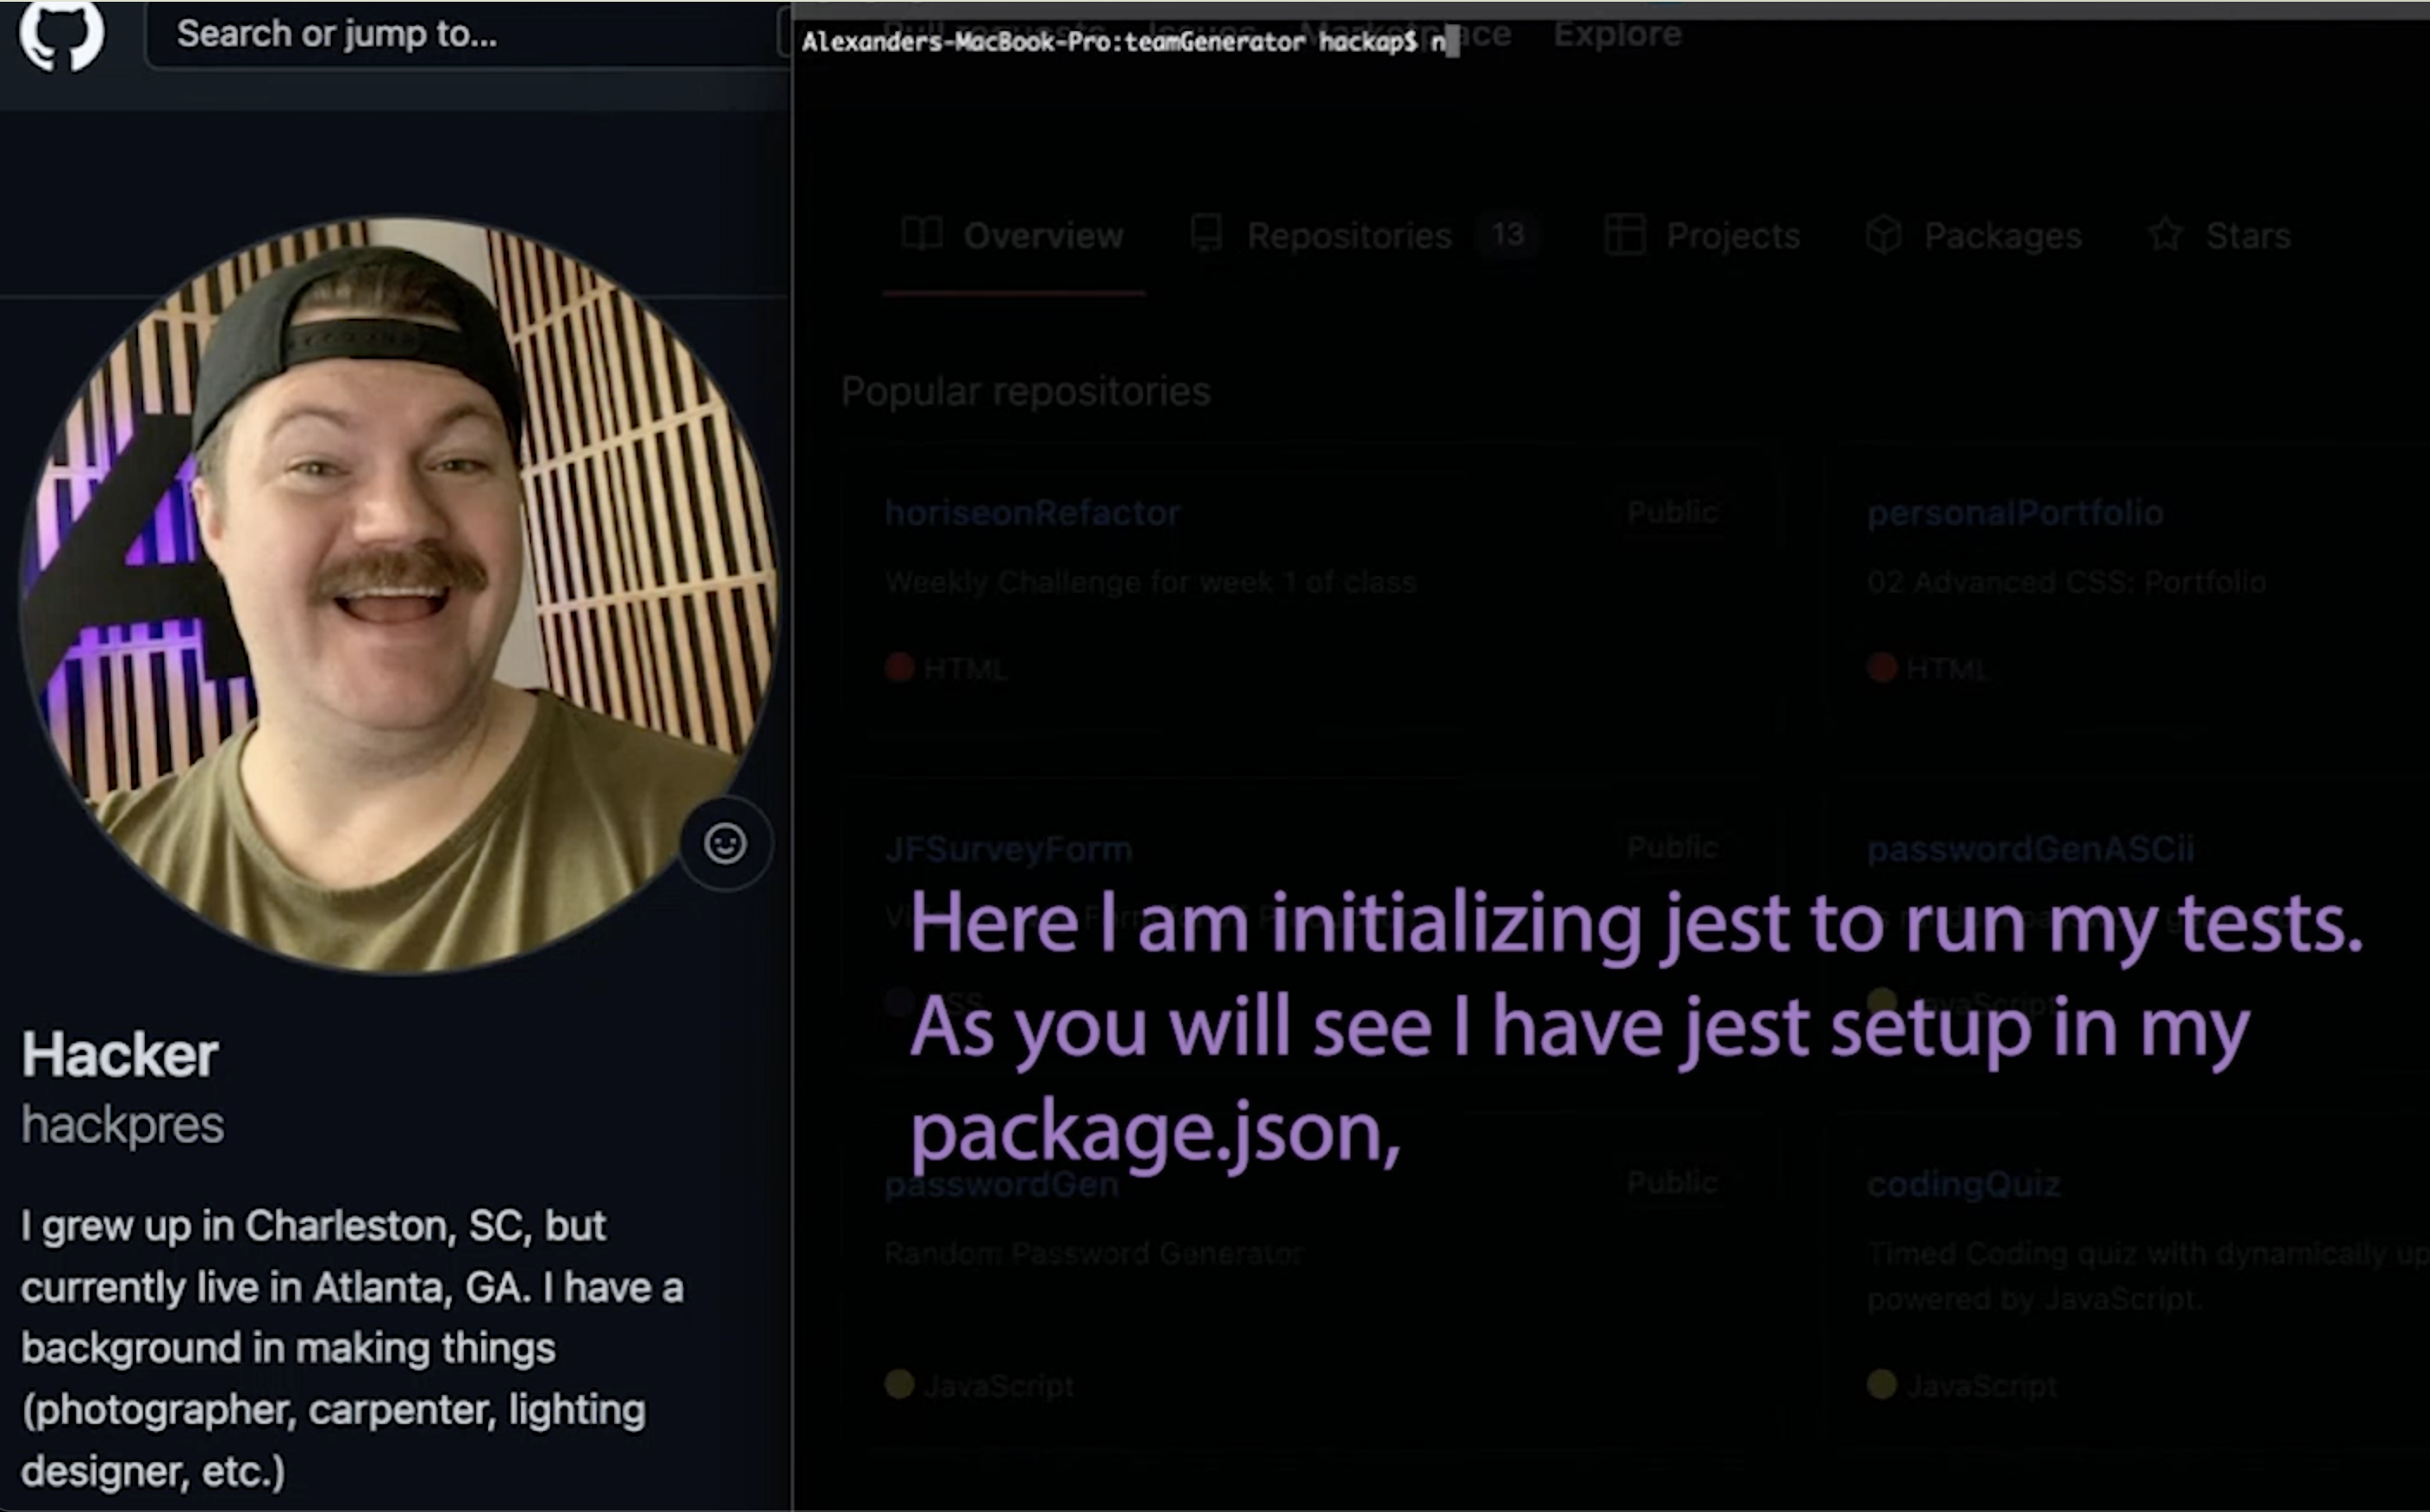 Search or jump to...
Alexanders-MacBook-Pro:teamGenerator hackap$ n
Explore
Overview
Repositories 13
Projects
Packages
Stars
Popular repositories
horiseonRefactor Public
Weekly Challenge for week 1 of class
HTML
personalPortfolio
02 Advanced CSS: Portfolio
HTML
JFSurveyForm Public
passwordGenASCii
Here I am initializing jest to run my tests.
As you will see I have jest setup in my
package.json,
passwordGen Public
Random Password Generator
JavaScript
codingQuiz
Timed Coding quiz with dynamically up
powered by JavaScript.
JavaScript
Hacker
hackpres
I grew up in Charleston, SC, but
currently live in Atlanta, GA. I have a
background in making things
(photographer, carpenter, lighting
designer, etc.)